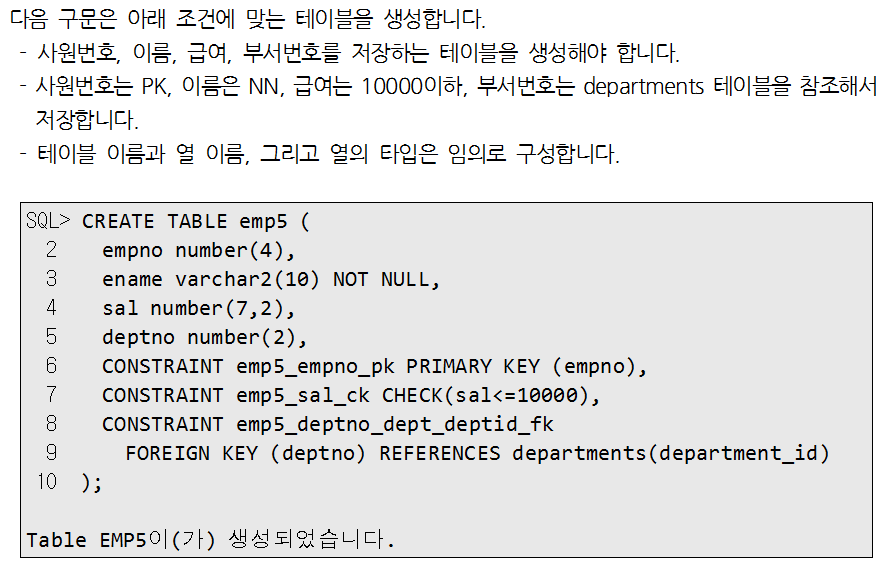 다음 구문은 아래 조건에 맞는 테이블을 생성합니다.
- 사원번호, 이름, 급여, 부서번호를 저장하는 테이블을 생성해야 합니다.
- 사원번호는 PK, 이름은 NN, 급여는 10000이하, 부서번호는 departments 테이블을 참조해서
저장합니다.
- 테이블 이름과 열 이름, 그리고 열의 타입은 임의로 구성합니다.
SQL> CREATE TABLE emp5 (
2 empno number(4),
3 ename varchar2(10) NOT NULL,
4 sal number(7,2),
5 deptno number(2),
6 CONSTRAINT emp5_empno_pk PRIMARY KEY (empno),
7 CONSTRAINT emp5_sal_ck CHECK(sal<=10000),
8 CONSTRAINT emp5_deptno_dept_deptid_fk
9 FOREIGN KEY (deptno) REFERENCES departments(department_id)
10 );
Table EMP5이(가) 생성되었습니다.